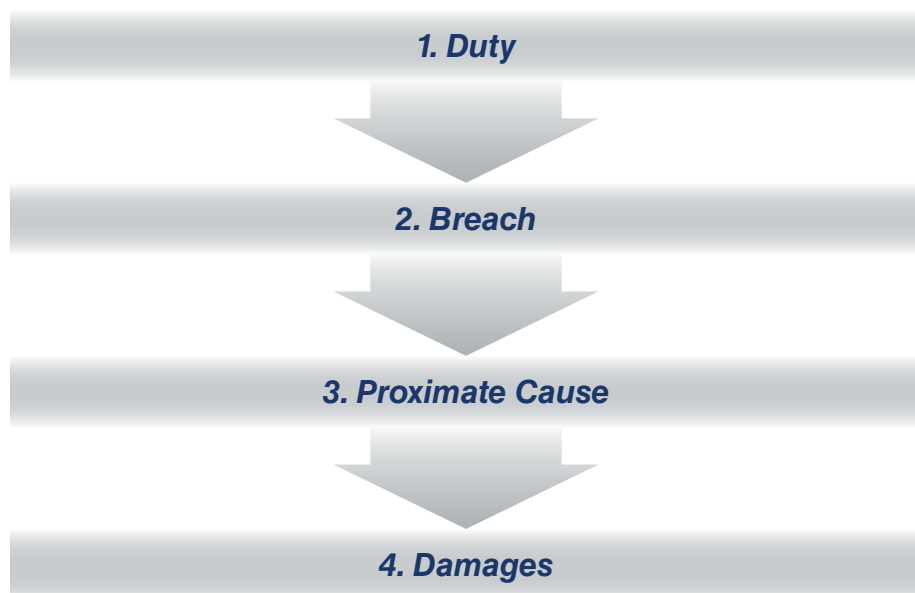 1. Duty
2. Breach
3. Proximate Cause
4. Damages